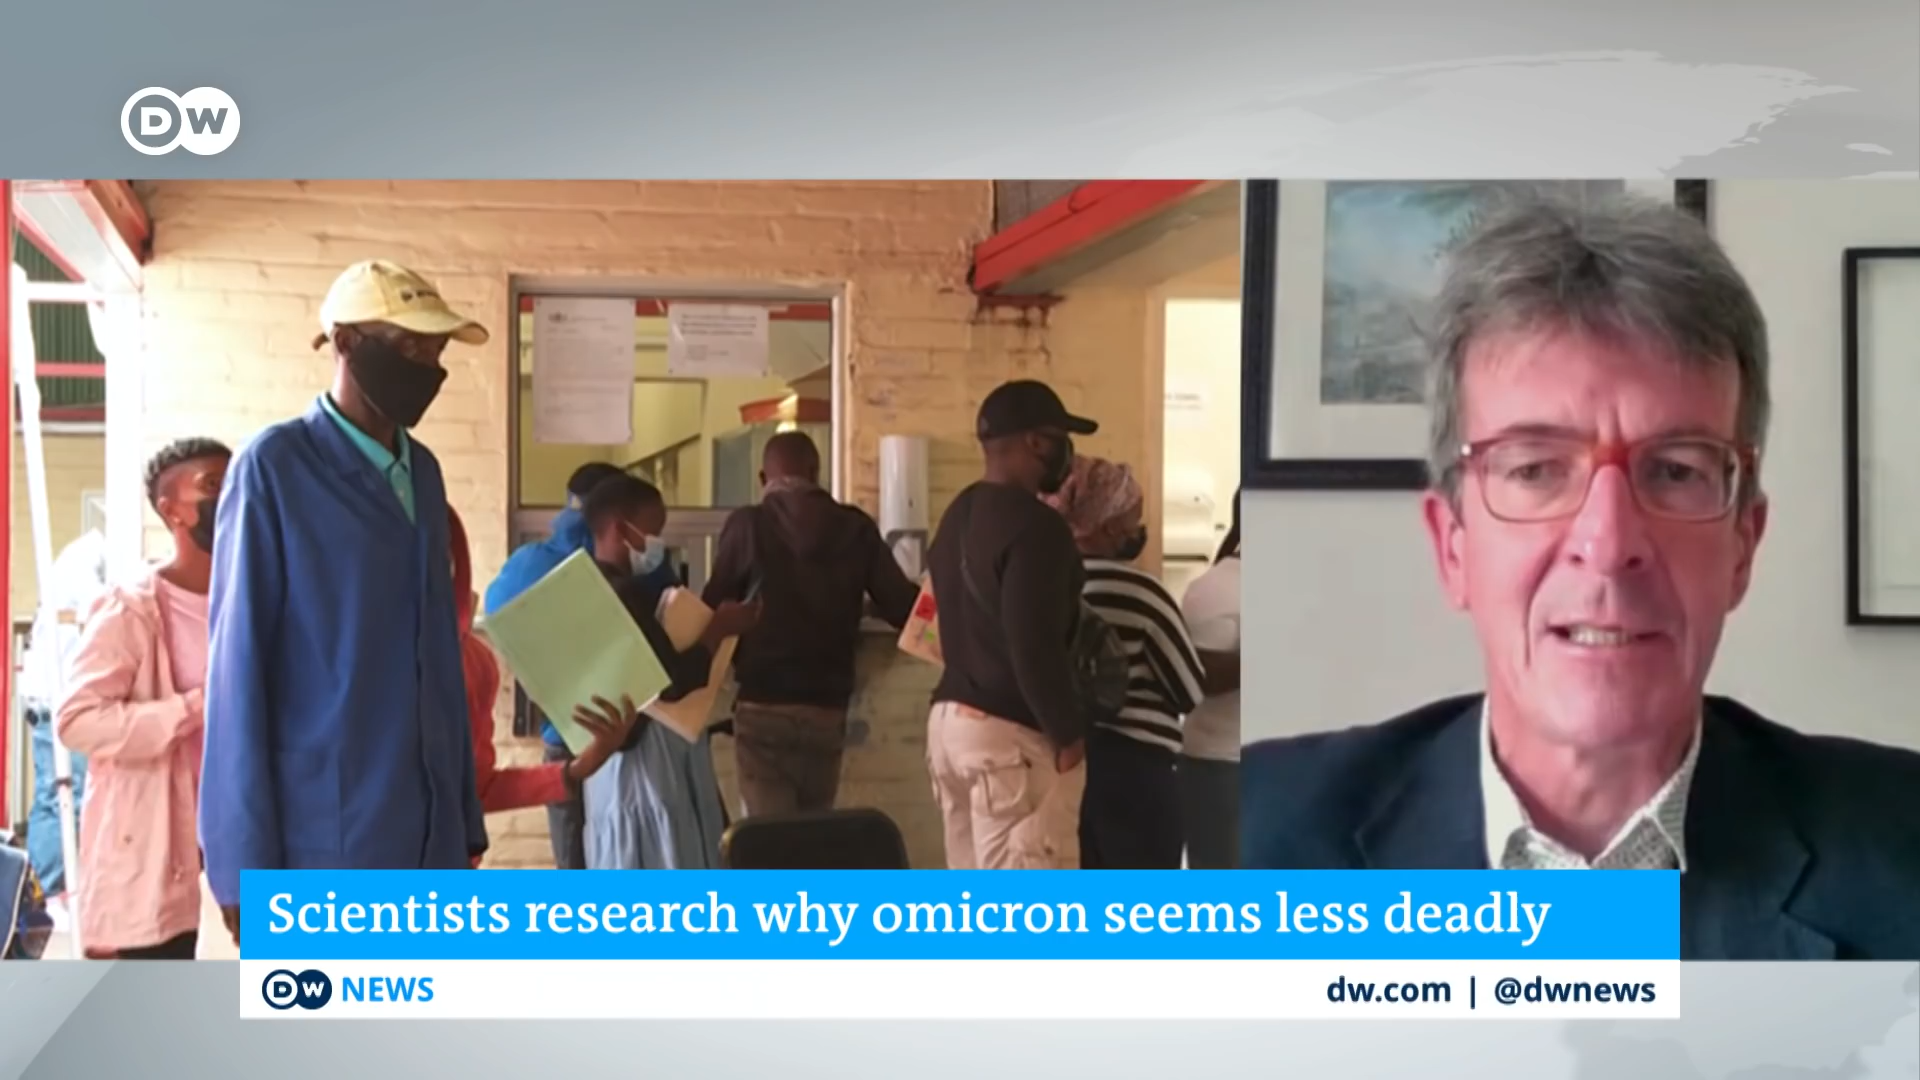 DW
Scientists research why omicron seems less deadly
DW NEWS
dw.com | @dwnews